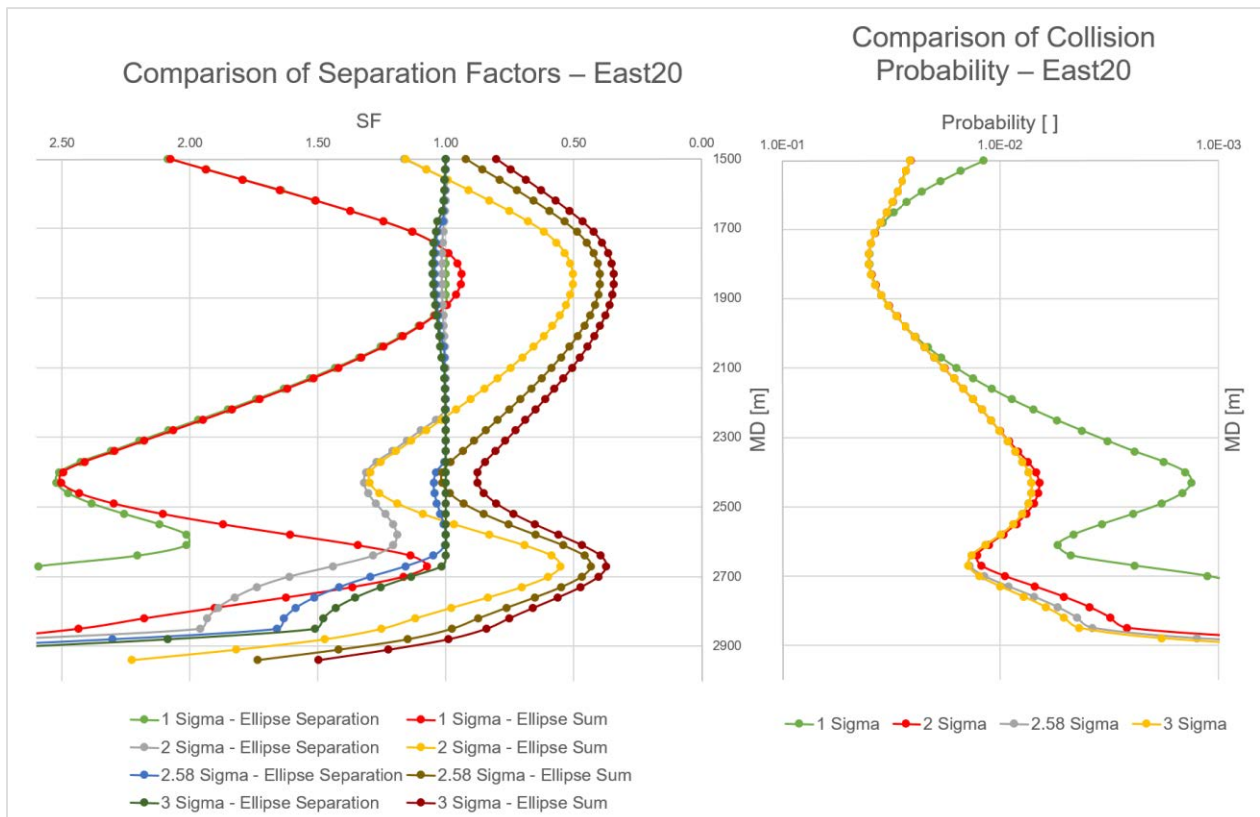 Comparison of Separation Factors – East20
SF
2.50 2.00 1.50 1.00 0.50 0.00
1500
1700
1900
2100
2300
2500
2700
2900
MD [m]
1 Sigma - Ellipse Separation
1 Sigma - Ellipse Sum
2 Sigma - Ellipse Separation
2 Sigma - Ellipse Sum
2.58 Sigma - Ellipse Separation
2.58 Sigma - Ellipse Sum
3 Sigma - Ellipse Separation
3 Sigma - Ellipse Sum
Comparison of Collision
Probability – East20
Probability [ ]
1.0E-01 1.0E-02 1.0E-03
MD [m]
1 Sigma 2 Sigma 2.58 Sigma 3 Sigma